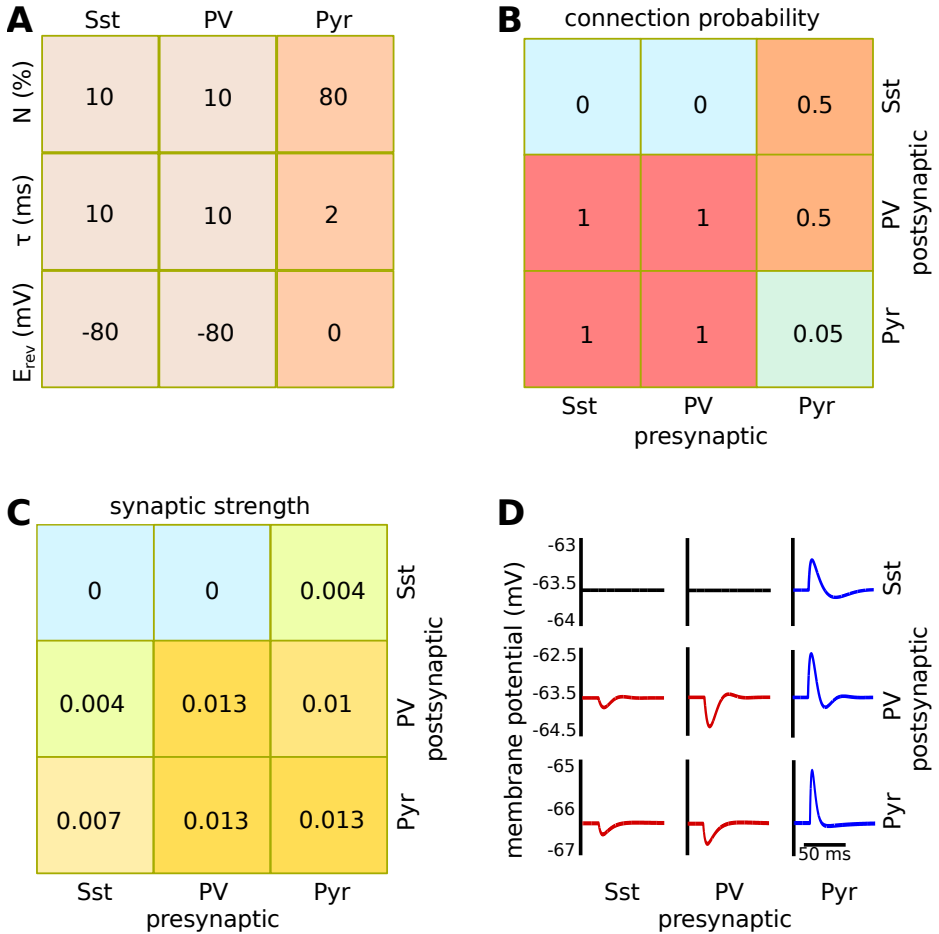 A
Sst PV Pyr
N (%)
10 10 80
τ (ms)
10 10 2
Erev (mV)
-80 -80 0
B
connection probability
0 0 0.5
Sst
1 1 0.5
PV
postsynaptic
1 1 0.05
Pyr
Sst PV Pyr
presynaptic
C
synaptic strength
0 0 0.004
Sst
0.004 0.013 0.01
PV
postsynaptic
0.007 0.013 0.013
Pyr
Sst PV Pyr
presynaptic
D
membrane potential (mV)
-63
-63.5
-64
Sst
-62.5
-63.5
-64.5
PV
postsynaptic
-65
-66
-67
Pyr
50 ms
Sst PV Pyr
presynaptic